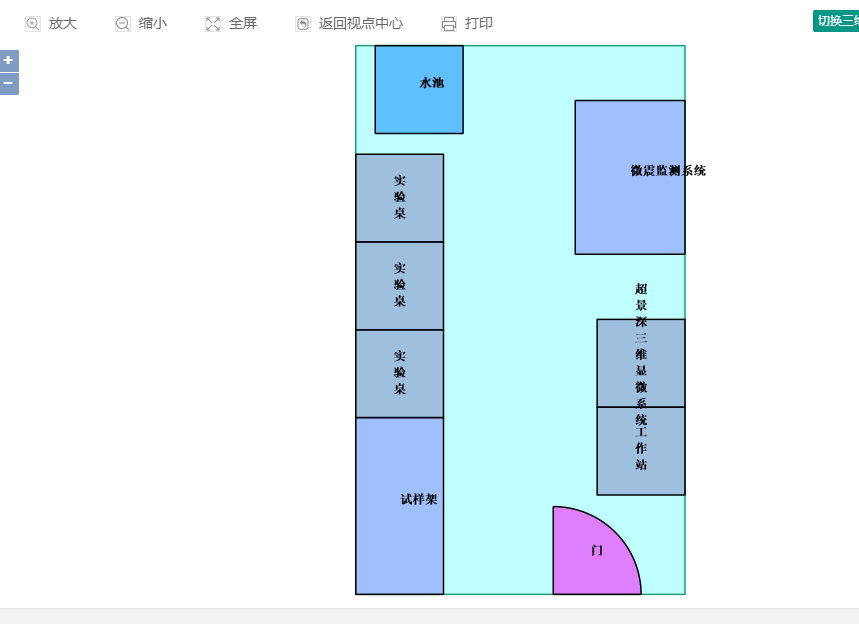 放大
缩小
全屏
返回视点中心
打印
切换三维
+
−
水池
微震监测系统
实验桌
实验桌
实验桌
超景深三维显微系统
工作站
试样架
门